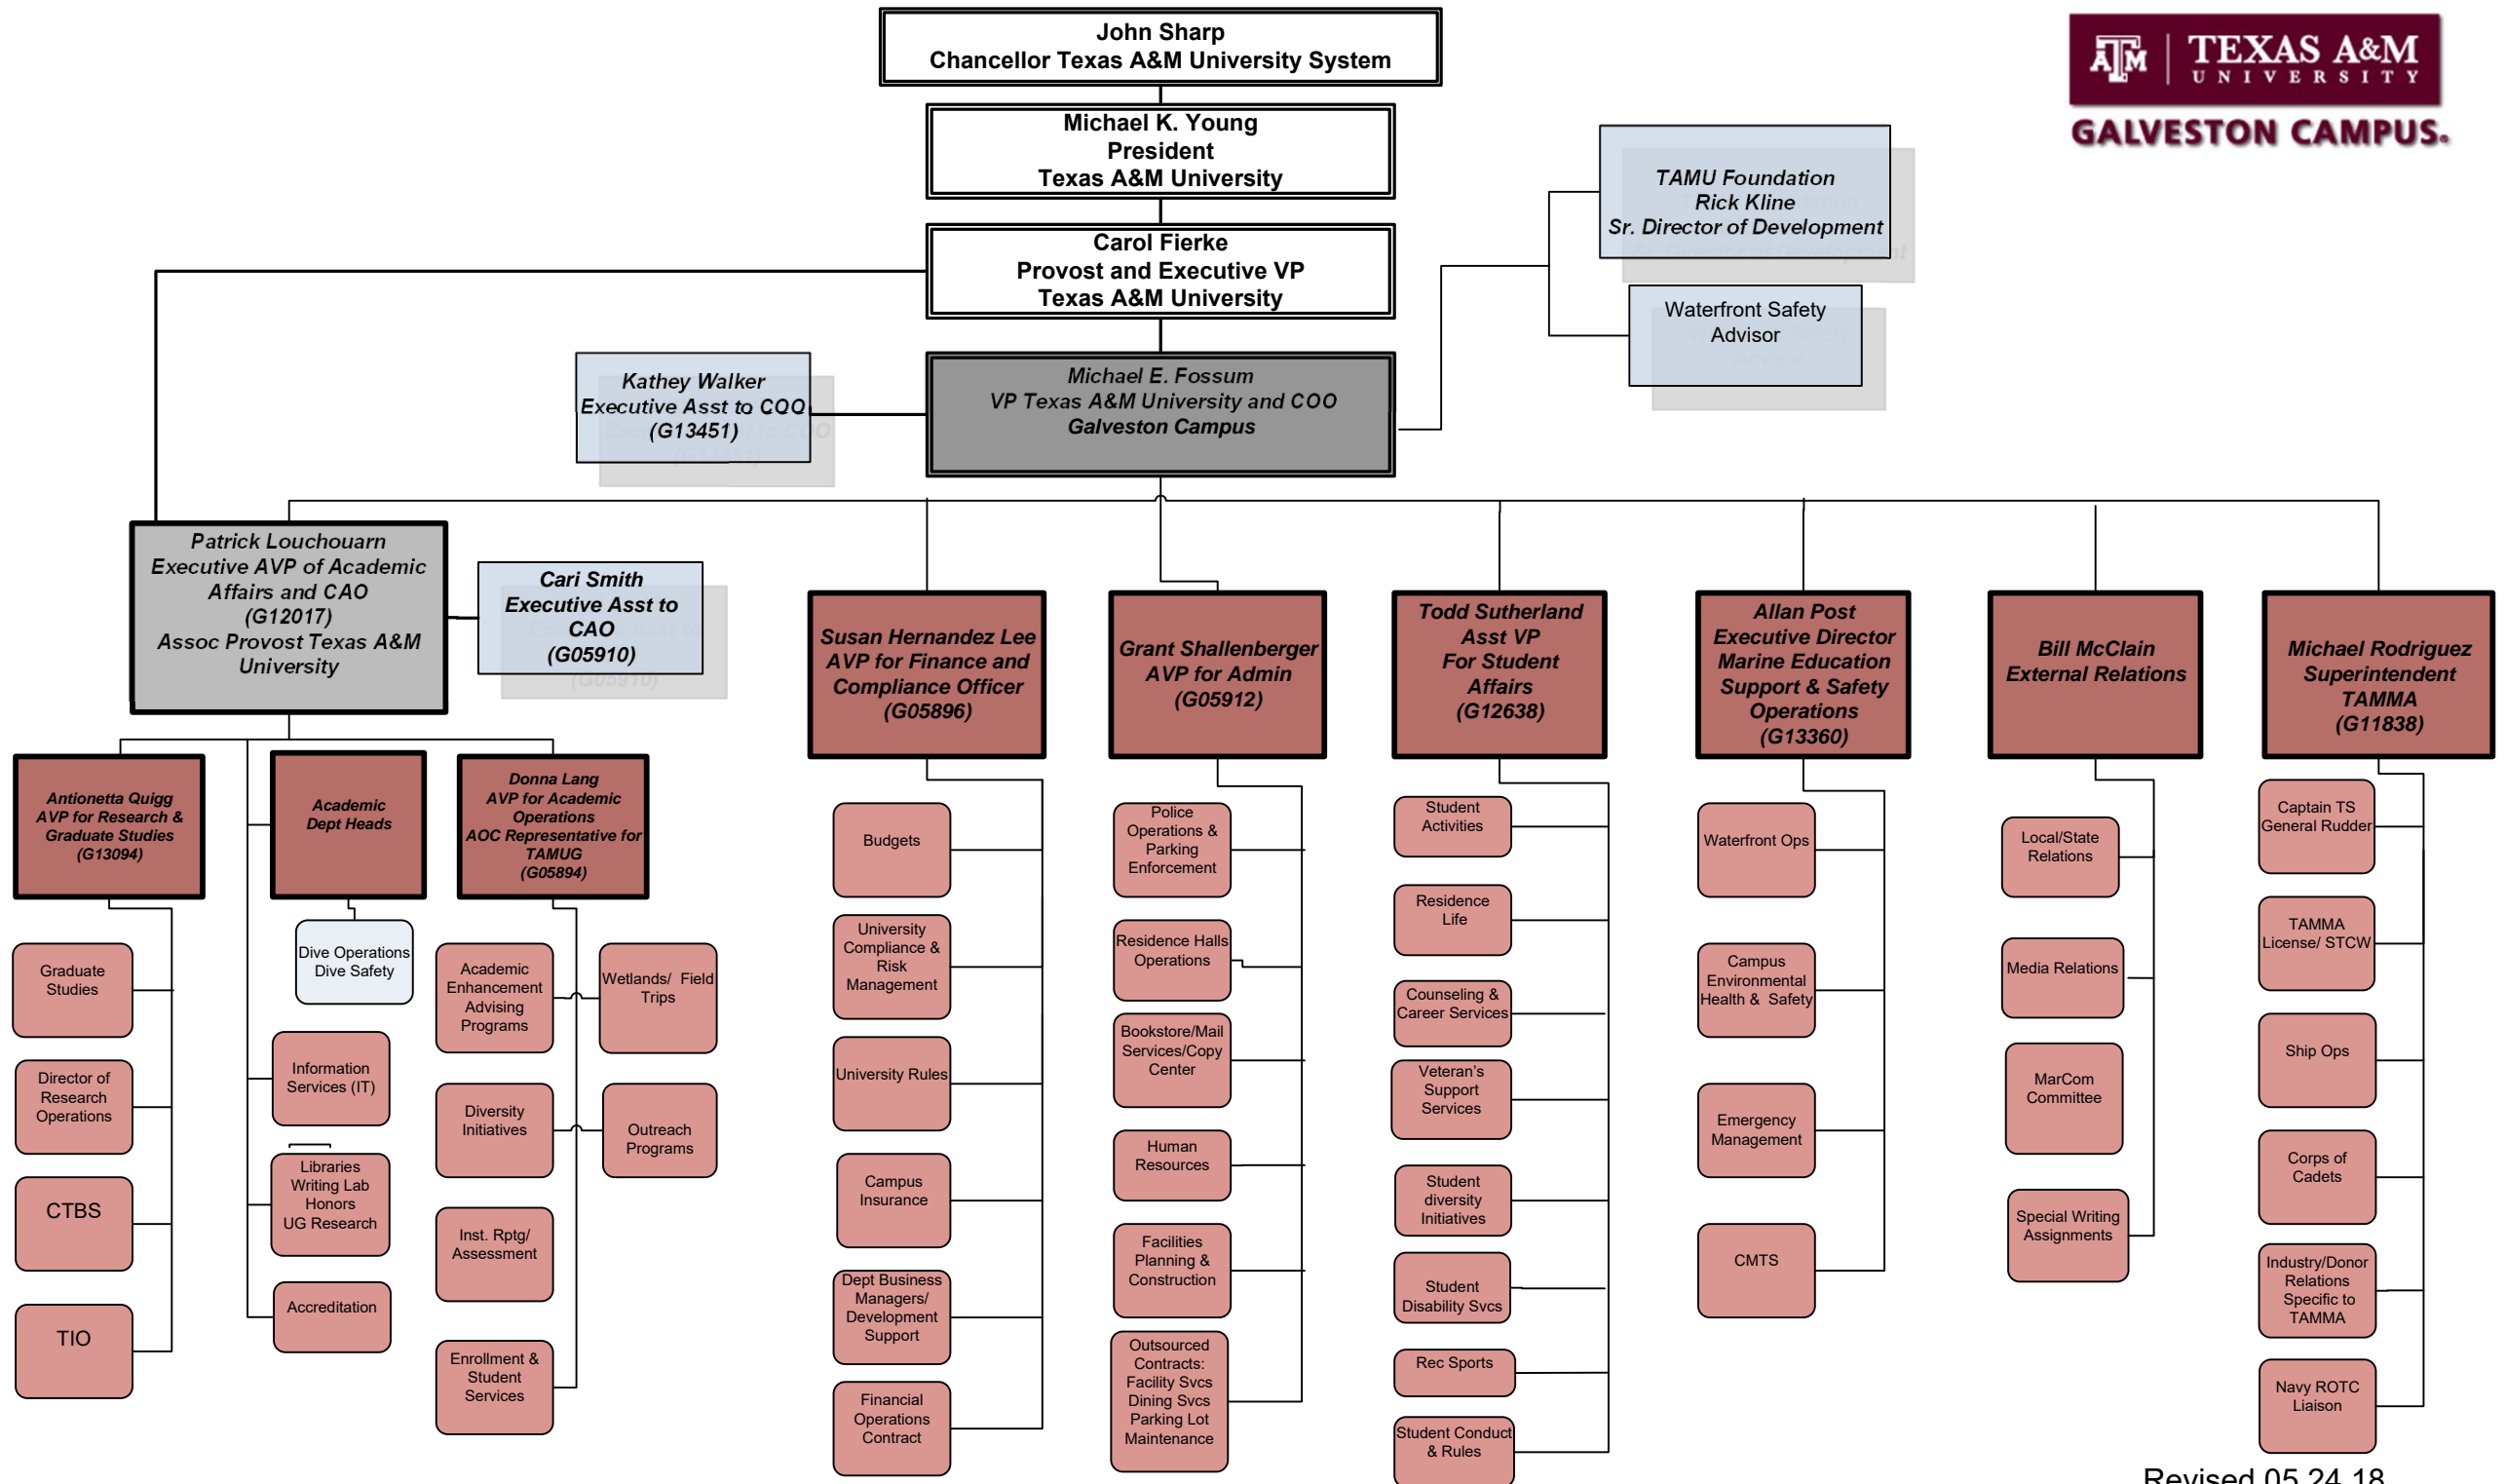 John Sharp
Chancellor Texas A&M University System
Michael K. Young
President
Texas A&M University
Carol Fierke
Provost and Executive VP
Texas A&M University
ATM | TEXAS A&M
UNIVERSITY
GALVESTON CAMPUS.
TAMU Foundation
Rick Kline
Sr. Director of Development
Waterfront Safety
Advisor
Kathey Walker
Executive Asst to COO
(G13451)
Michael E. Fossum
VP Texas A&M University and COO
Galveston Campus
Patrick Louchouarn
Executive AVP of Academic
Affairs and CAO
(G12017)
Assoc Provost Texas A&M
University
Cari Smith
Executive Asst to
CAO
(G05910)
Susan Hernandez Lee
AVP for Finance and
Compliance Officer
(G05896)
Grant Shallenberger
AVP for Admin
(G05912)
Todd Sutherland
Asst VP
For Student
Affairs
(G12638)
Allan Post
Executive Director
Marine Education
Support & Safety
Operations
(G13360)
Bill McClain
External Relations
Michael Rodriguez
Superintendent
TAMMA
(G11838)
Antionetta Quigg
AVP for Research &
Graduate Studies
(G13094)
Academic
Dept Heads
Donna Lang
AVP for Academic
Operations
AOC Representative for
TAMUG
(G05894)
Graduate
Studies
Director of
Research
Operations
CTBS
TIO
Dive Operations
Dive Safety
Information
Services (IT)
Libraries
Writing Lab
Honors
UG Research
Accreditation
Academic
Enhancement
Advising
Programs
Wetlands/ Field
Trips
Diversity
Initiatives
Outreach
Programs
Inst. Rptg/
Assessment
Enrollment &
Student
Services
Budgets
University
Compliance &
Risk
Management
University Rules
Campus
Insurance
Dept Business
Managers/
Development
Support
Financial
Operations
Contract
Police
Operations &
Parking
Enforcement
Residence Halls
Operations
Bookstore/Mail
Services/Copy
Center
Human
Resources
Facilities
Planning &
Construction
Outsourced
Contracts:
Facility Svcs
Dining Svcs
Parking Lot
Maintenance
Student
Activities
Residence
Life
Counseling &
Career Services
Veteran's
Support
Services
Student
diversity
Initiatives
Student
Disability Svcs
Rec Sports
Student Conduct
& Rules
Waterfront Ops
Campus
Environmental
Health & Safety
Emergency
Management
CMTS
Local/State
Relations
Media Relations
MarCom
Committee
Special Writing
Assignments
Captain TS
General Rudder
TAMMA
License/ STCW
Ship Ops
Corps of
Cadets
Industry/Donor
Relations
Specific to
TAMMA
Navy ROTC
Liaison
Revised 05.24.18